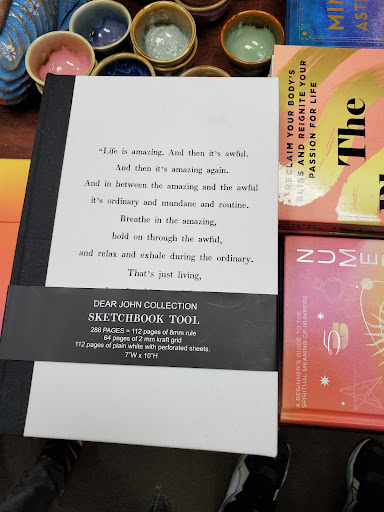 “Life is amazing. And then it's awful.
And then it's amazing again.
And in between the amazing and the awful
it's ordinary and mundane and routine.
Breathe in the amazing,
hold on through the awful,
and relax and exhale during the ordinary.
That's just living,
DEAR JOHN COLLECTION
SKETCHBOOK TOOL
288 PAGES = 112 pages of 8mm rule
64 pages of 2 mm kraft grid
112 pages of plain white with perforated sheets.
7"W x 10"H
MIN
AST
RECLAIM YOUR BODY'S
BLISS AND REIGNITE YOUR
PASSION FOR LIFE
The
NUME
A BEGINNER'S GUIDE TO THE
SPIRITUAL MEANING OF NUMBERS